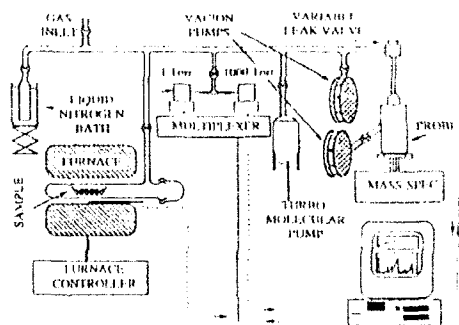 GAS
INLET
VACION
PUMPS
VARIABLE
LEAK VALVE
1 Torr
1000 Torr
LIQUID
NITROGEN
BATH
MULTIPLEXER
FURNACE
PROBE
SAMPLE
MASS SPEC
TURBO
MOLECULAR
PUMP
FURNACE
CONTROLLER